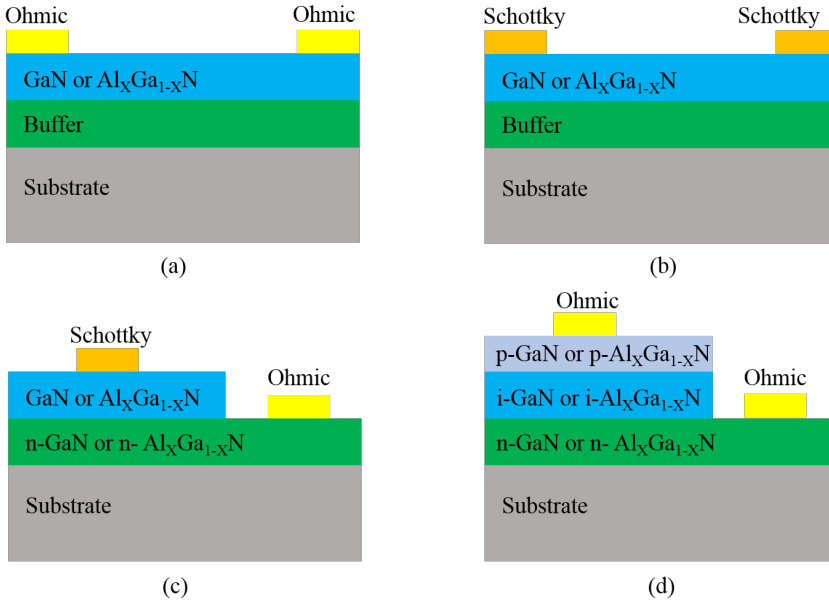 Ohmic Ohmic
GaN or AlXGa1-XN
Buffer
Substrate
(a)
Schottky Schottky
GaN or AlXGa1-XN
Buffer
Substrate
(b)
Schottky
GaN or AlXGa1-XN
Ohmic
n-GaN or n- AlXGa1-XN
Substrate
(c)
Ohmic
p-GaN or p-AlXGa1-XN
i-GaN or i-AlXGa1-XN
Ohmic
n-GaN or n- AlXGa1-XN
Substrate
(d)